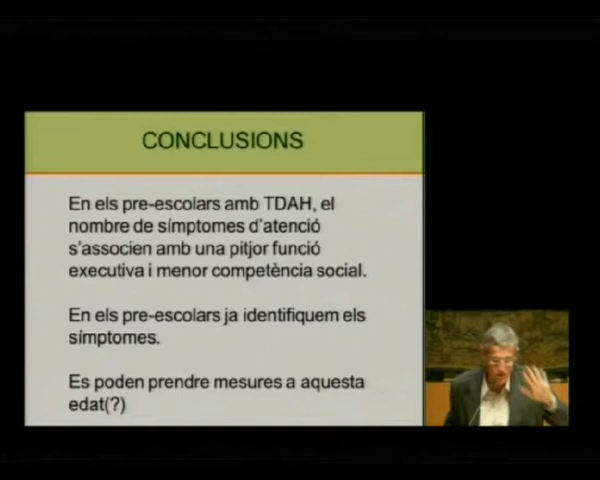 CONCLUSIONS
En els pre-escolars amb TDAH, el
nombre de símptomes d'atenció
s'associen amb una pitjor funció
executiva i menor competència social.
En els pre-escolars ja identifiquem els
símptomes.
Es poden prendre mesures a aquesta
edat(?)